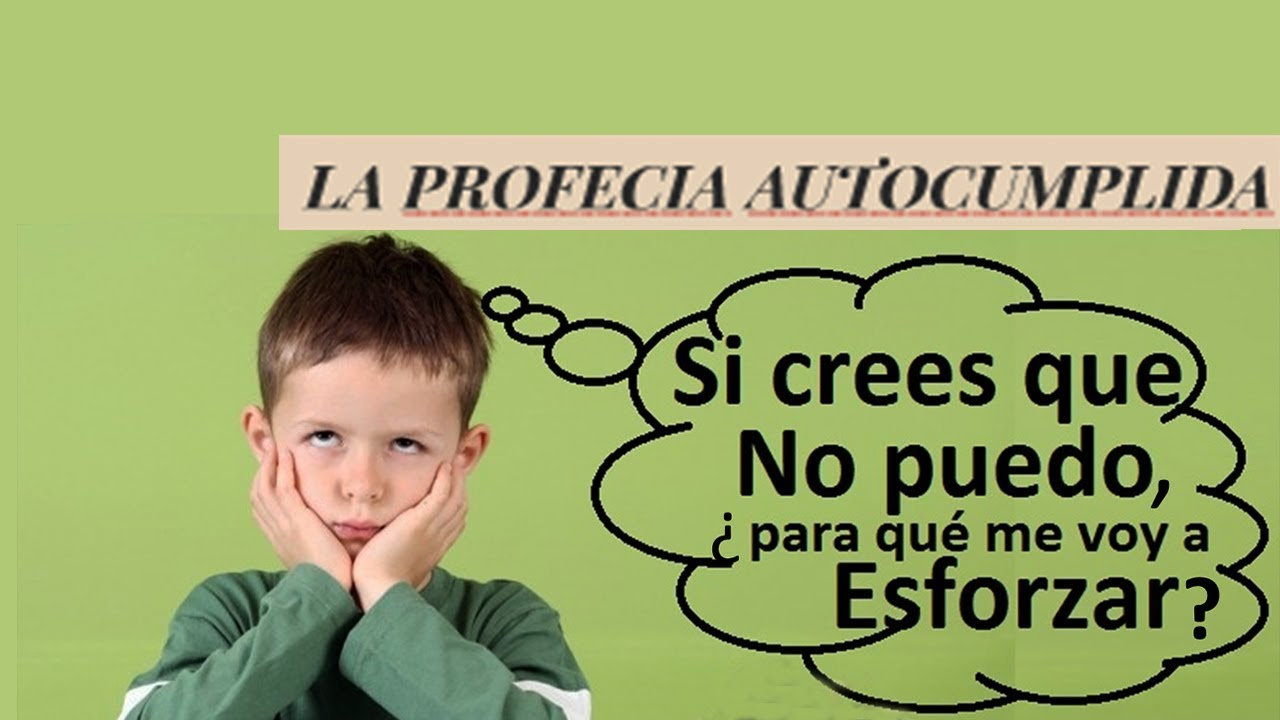 LA PROFECIA AUTOCUMPLIDA
Si crees que
No puedo,
¿para qué me voy a
Esforzar?